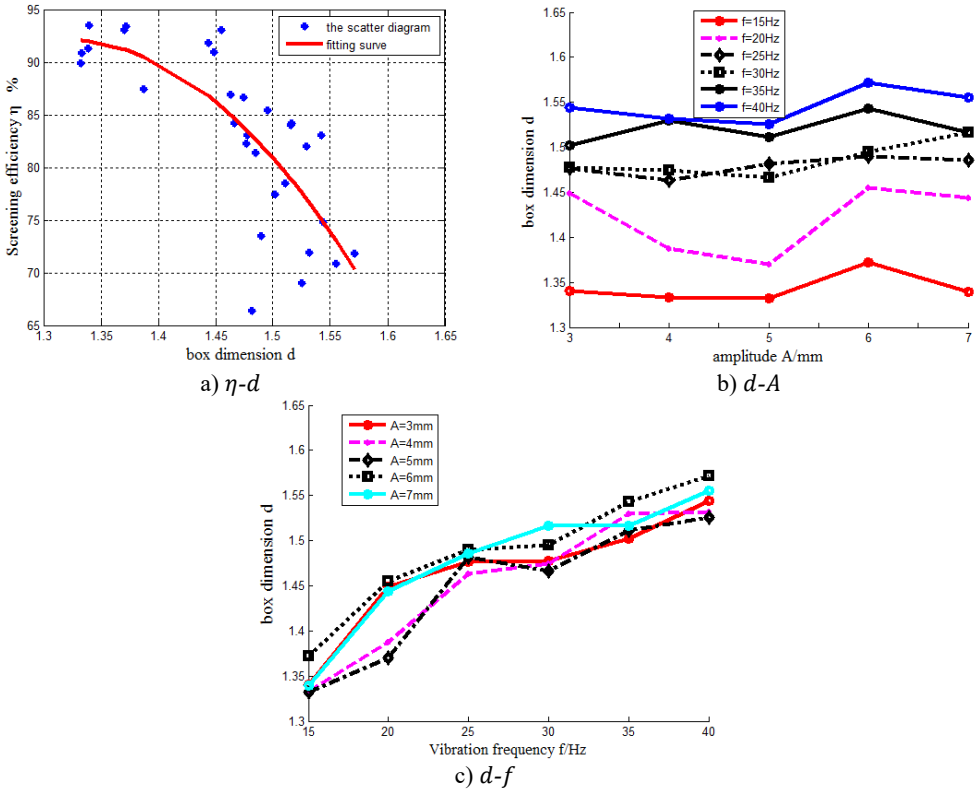 95
90
85
80
75
70
65
Screening efficiency η %
the scatter diagram
fitting surve
1.3 1.35 1.4 1.45 1.5 1.55 1.6 1.65
box dimension d
a) η-d
1.65
1.6
1.55
1.5
1.45
1.4
1.35
1.3
box dimension d
f=15Hz
f=20Hz
f=25Hz
f=30Hz
f=35Hz
f=40Hz
3 4 5 6 7
amplitude A/mm
b) d-A
1.65
1.6
1.55
1.5
1.45
1.4
1.35
1.3
box dimension d
A=3mm
A=4mm
A=5mm
A=6mm
A=7mm
15 20 25 30 35 40
Vibration frequency f/Hz
c) d-f